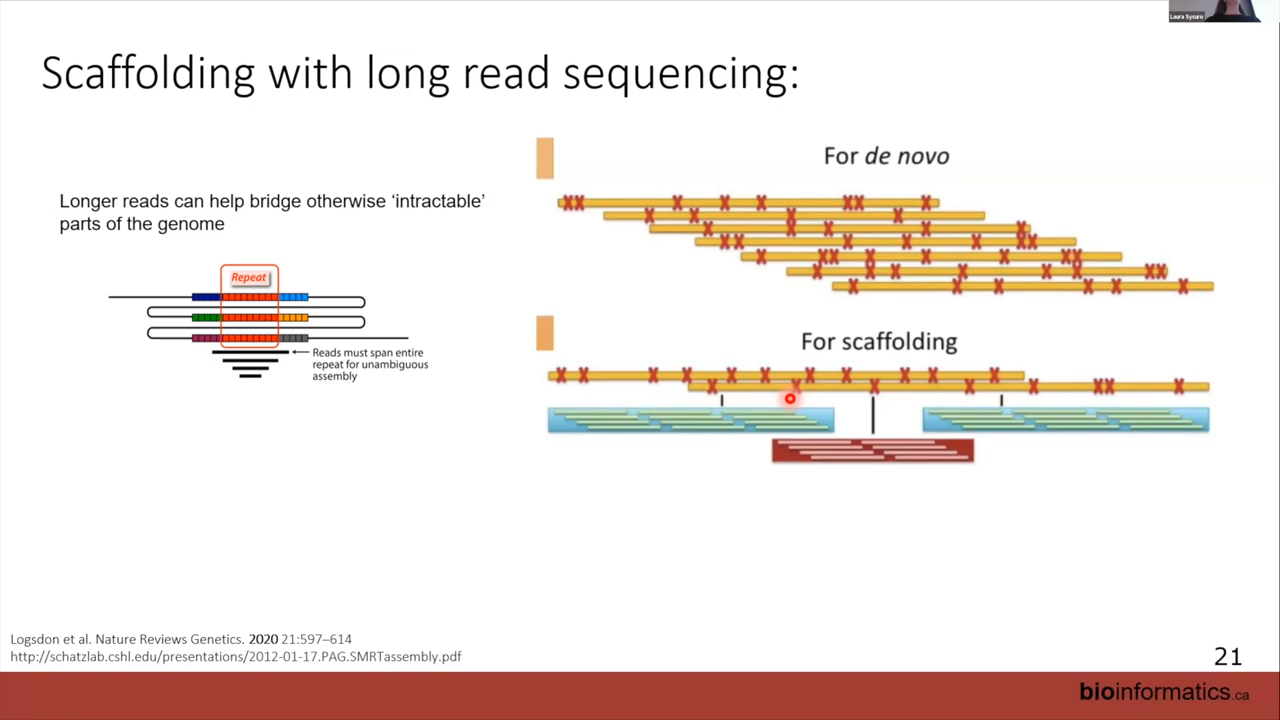 Laura Sycuro
Scaffolding with long read sequencing:
Longer reads can help bridge otherwise ‘intractable’
parts of the genome
Repeat
Reads must span entire
repeat for unambiguous
assembly
For de novo
For scaffolding
Logsdon et al. Nature Reviews Genetics. 2020 21:597–614
http://schatzlab.cshl.edu/presentations/2012-01-17.PAG.SMRTassembly.pdf
21
bioinformatics.ca